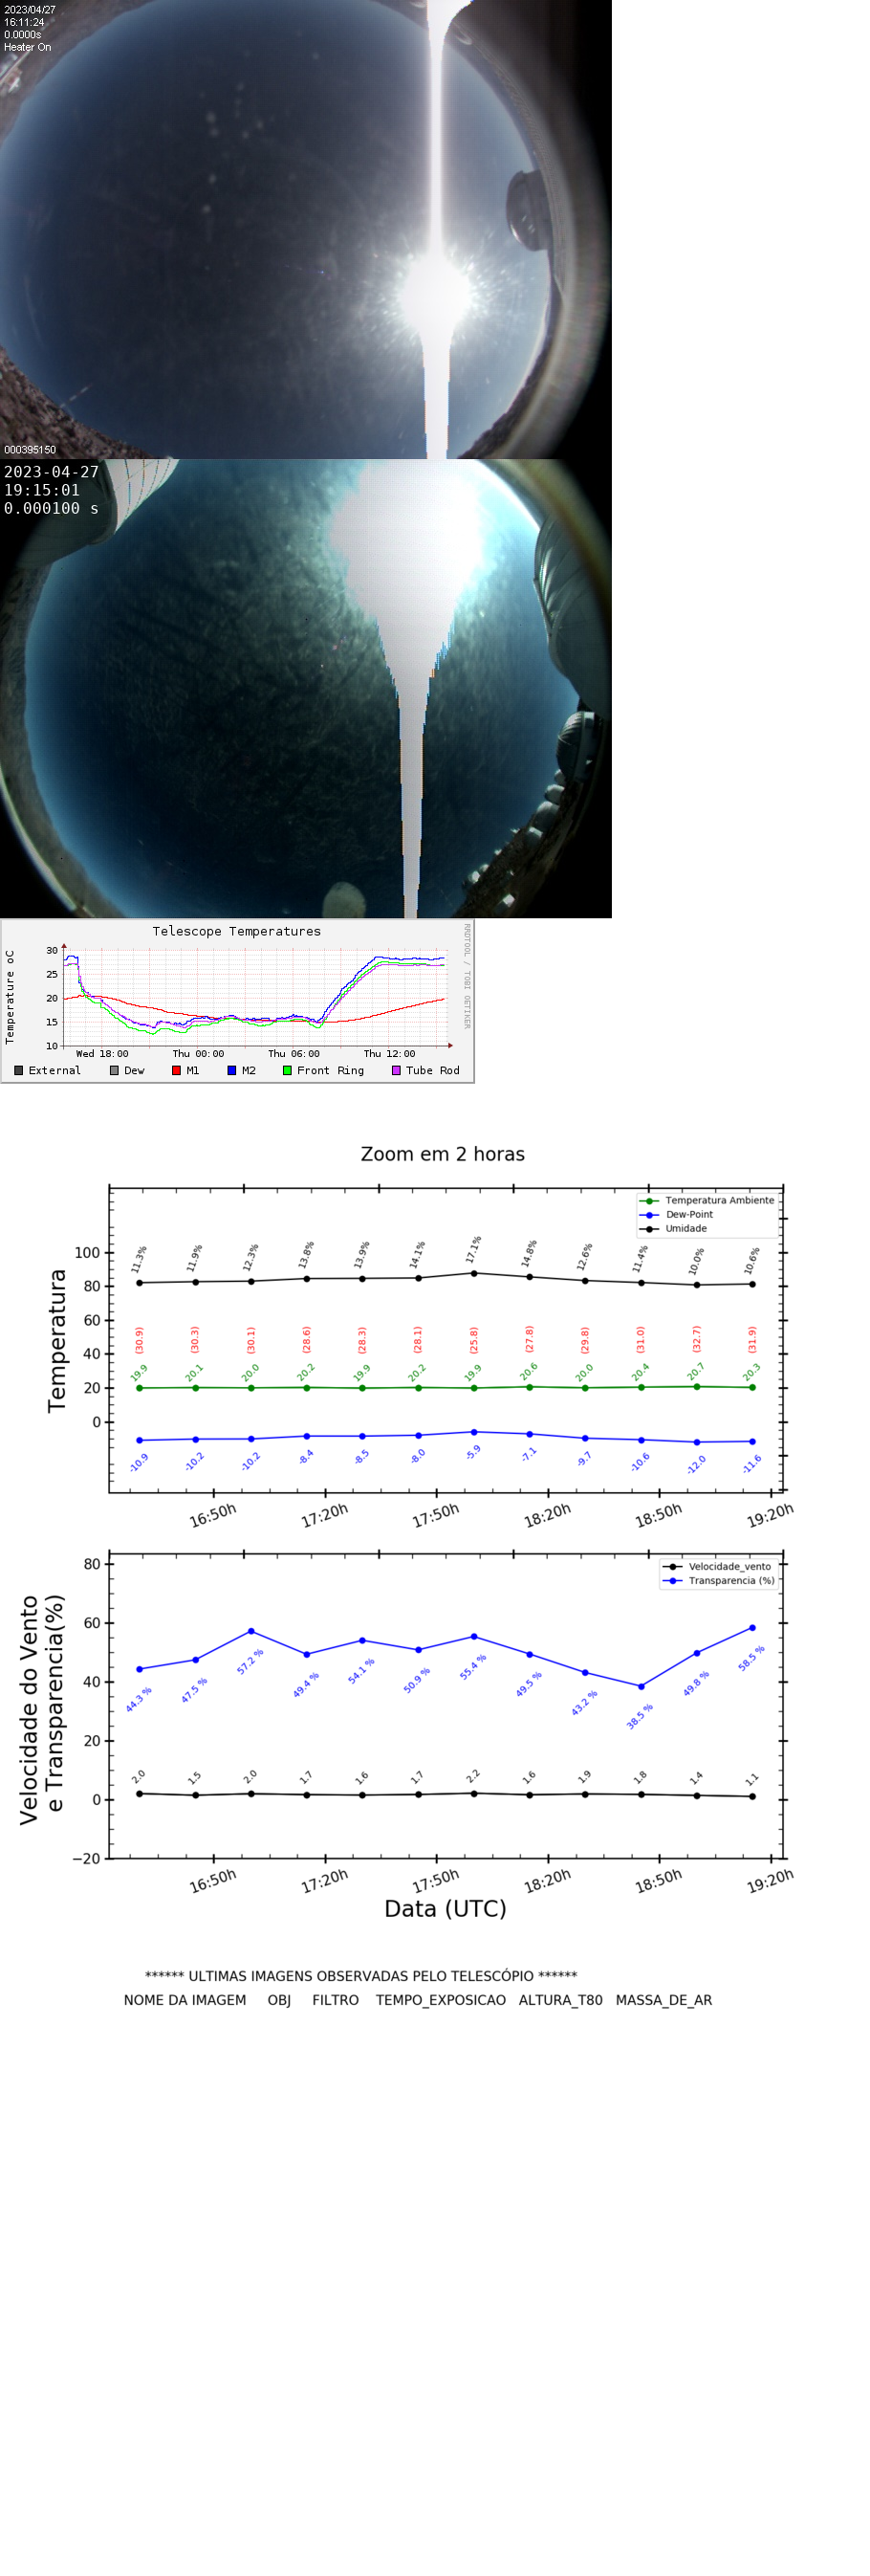 2023/04/27
16:11:24
0.0000s
Heater On
000395150
2023-04-27
19:15:01
0.000100 s
Telescope Temperatures
RRDTOOL / TOBI OETIKER
Temperature oC
30
25
20
15
10
Wed 18:00 Thu 00:00 Thu 06:00 Thu 12:00
External Dew M1 M2 Front Ring Tube Rod
Zoom em 2 horas
Temperatura Ambiente
Dew-Point
Umidade
Temperatura
100
80
60
40
20
0
11.3% 11.9% 12.3% 13.8% 13.9% 14.1% 17.1% 14.8% 12.6% 11.4% 10.0% 10.6%
(30.9) (30.3) (30.1) (28.6) (28.3) (28.1) (25.8) (27.8) (29.8) (31.0) (32.7) (31.9)
19.9 20.1 20.0 20.2 19.9 20.2 19.9 20.6 20.0 20.4 20.7 20.3
-10.9 -10.2 -10.2 -8.4 -8.5 -8.0 -5.9 -7.1 -9.7 -10.6 -12.0 -11.6
16:50h 17:20h 17:50h 18:20h 18:50h 19:20h
Velocidade_vento
Transparencia (%)
Velocidade do Vento
e Transparencia(%)
80
60
40
20
0
−20
44.3 % 47.5 % 57.2 % 49.4 % 54.1 % 50.9 % 55.4 % 49.5 % 43.2 % 38.5 % 49.8 % 58.5 %
2.0 1.5 2.0 1.7 1.6 1.7 2.2 1.6 1.9 1.8 1.4 1.1
16:50h 17:20h 17:50h 18:20h 18:50h 19:20h
Data (UTC)
****** ULTIMAS IMAGENS OBSERVADAS PELO TELESCÓPIO ******
NOME DA IMAGEM OBJ FILTRO TEMPO_EXPOSICAO ALTURA_T80 MASSA_DE_AR